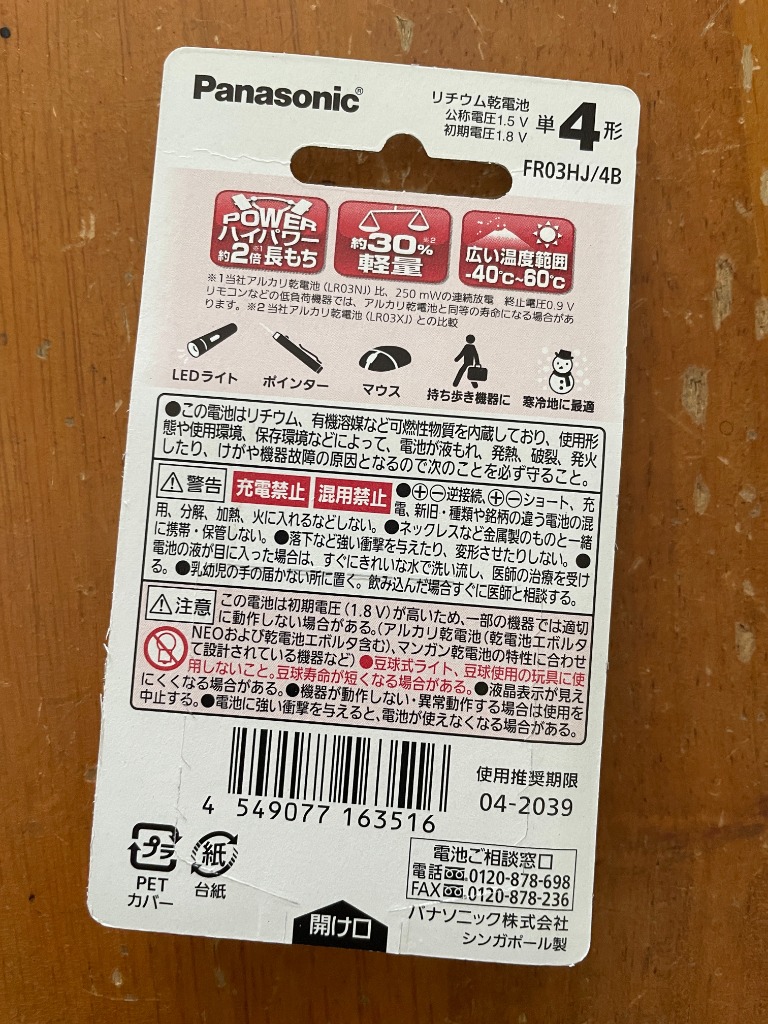 Panasonic®
リチウム乾電池
公称電圧1.5 V
初期電圧1.8 V
単4形
FR03HJ/4B
POWER
ハイパワー
約2倍※1長もち
約30%※2
軽量
広い温度範囲
-40℃~60℃
※1当社アルカリ乾電池(LR03NJ)比、250 mWの連続放電 終止電圧0.9 V
リモコンなどの低負荷機器では、アルカリ乾電池と同等の寿命になる場合があ
ります。※2当社アルカリ乾電池(LR03XJ)との比較
LEDライト
ポインター
マウス
持ち歩き機器に
寒冷地に最適
●この電池はリチウム、有機溶媒など可燃性物質を内蔵しており、使用形
態や使用環境、保存環境などによって、電池が液もれ、発熱、破裂、発火
したり、けがや機器故障の原因となるので次のことを必ず守ること。
⚠警告 充電禁止 混用禁止 ●⊕⊖逆接続、⊕⊖ショート、充
電、新旧・種類や銘柄の違う電池の混
用、分解、加熱、火に入れるなどしない。●ネックレスなど金属製のものと一緒
に携帯・保管しない。●落下など強い衝撃を与えたり、変形させたりしない。●
電池の液が目に入った場合は、すぐにきれいな水で洗い流し、医師の治療を受け
る。●乳幼児の手の届かない所に置く。飲み込んだ場合すぐに医師と相談する。
⚠注意 この電池は初期電圧(1.8 V)が高いため、一部の機器では適切
に動作しない場合がある。(アルカリ乾電池(乾電池エボルタ
NEOおよび乾電池エボルタ含む)、マンガン乾電池の特性に合わせ
て設計されている機器など)●豆球式ライト、豆球使用の玩具に使
用しないこと。豆球寿命が短くなる場合がある。●液晶表示が見え
にくくなる場合がある。●機器が動作しない・異常動作する場合は使用を
中止する。●電池に強い衝撃を与えると、電池が使えなくなる場合がある。
4 549077 163516
使用推奨期限
04-2039
プラ
PET
カバー
紙
台紙
電池ご相談窓口
電話 0120-878-698
FAX 0120-878-236
パナソニック株式会社
シンガポール製
開け口